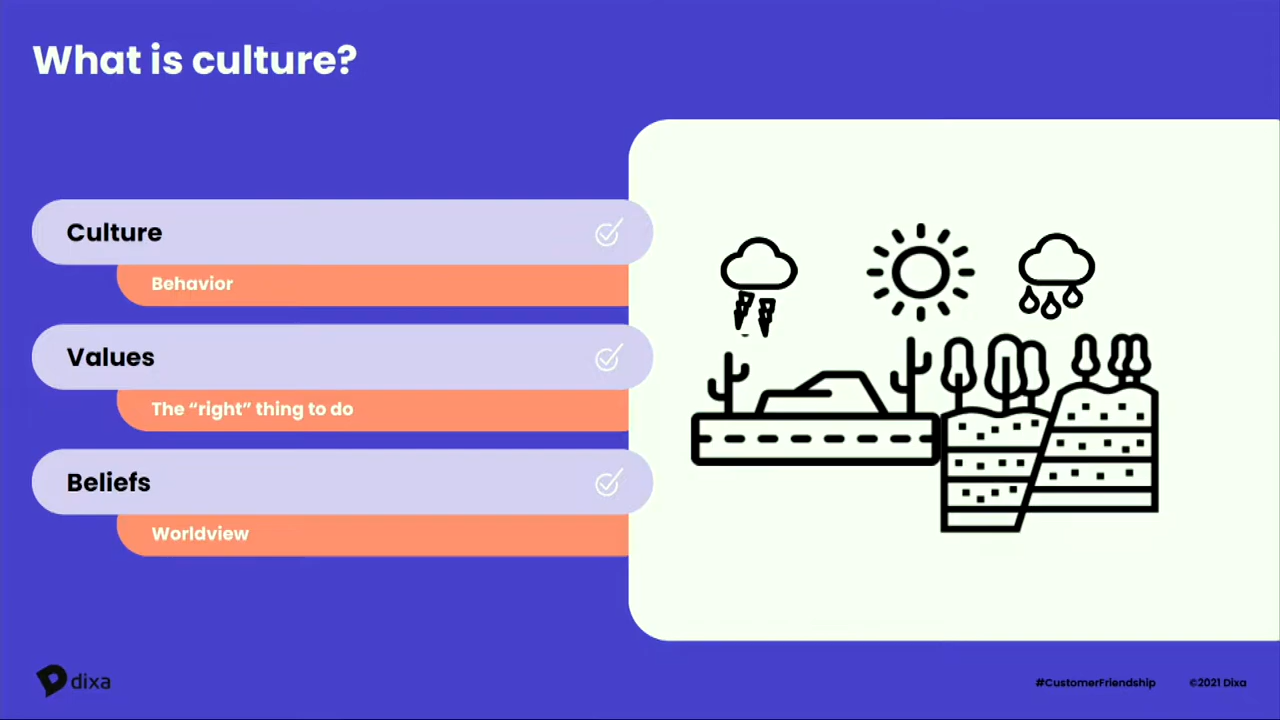 What is culture?
Culture
Behavior
Values
The “right” thing to do
Beliefs
Worldview
dixa
#CustomerFriendship
©2021 Dixa